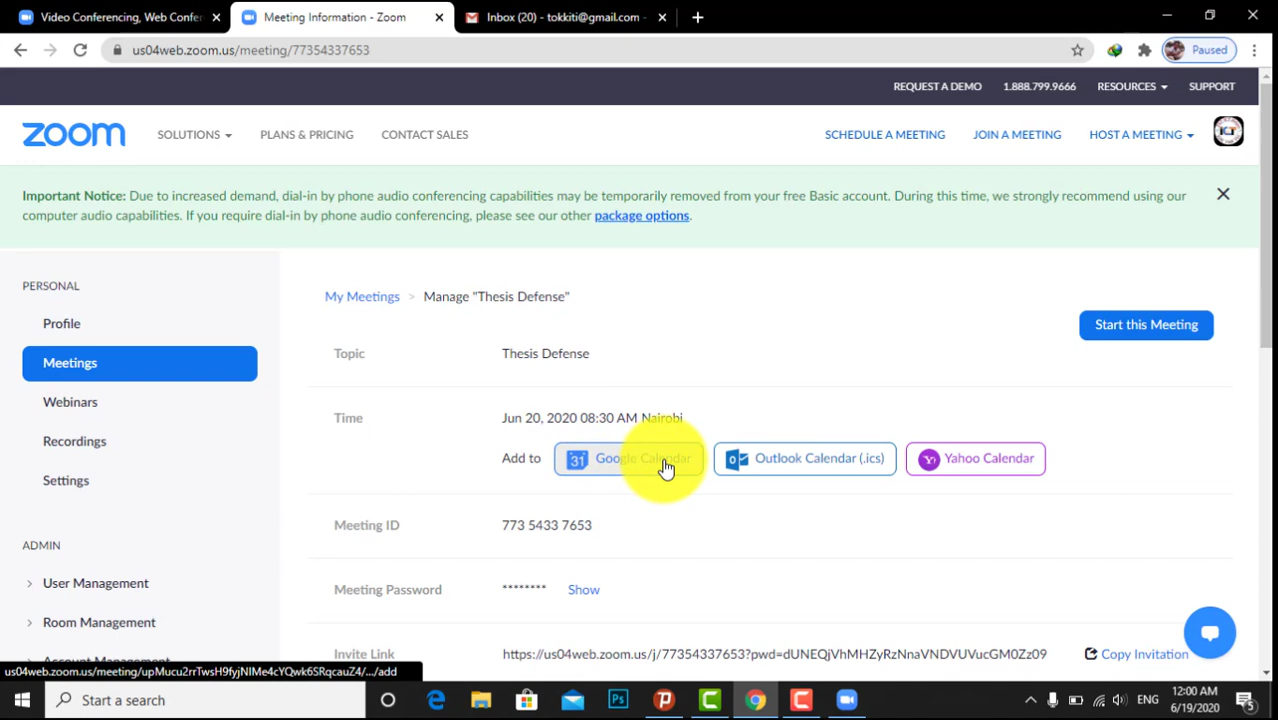 Video Conferencing, Web Confer
Meeting Information - Zoom
Inbox (20) - tokkiti@gmail.com -
us04web.zoom.us/meeting/77354337653
Paused
REQUEST A DEMO
1.888.799.9666
RESOURCES
SUPPORT
zoom
SOLUTIONS
PLANS & PRICING
CONTACT SALES
SCHEDULE A MEETING
JOIN A MEETING
HOST A MEETING
Important Notice: Due to increased demand, dial-in by phone audio conferencing capabilities may be temporarily removed from your free Basic account. During this time, we strongly recommend using our
computer audio capabilities. If you require dial-in by phone audio conferencing, please see our other package options.
PERSONAL
Profile
Meetings
Webinars
Recordings
Settings
ADMIN
User Management
Room Management
My Meetings > Manage "Thesis Defense"
Start this Meeting
Topic
Thesis Defense
Time
Jun 20, 2020 08:30 AM Nairobi
Add to
31
Google Calendar
Outlook Calendar (.ics)
Yahoo Calendar
Meeting ID
773 5433 7653
Meeting Password
********
Show
Invite Link
https://us04web.zoom.us/j/77354337653?pwd=dUNEQjVhMHZyRzNnaVNDVUVucGM0Zz09
Copy Invitation
us04web.zoom.us/meeting/upMucu2rrTwsH9fyjNIMe4cYQwk6SRqcauZ4/.../add
Start a search
ENG
12:00 AM
6/19/2020
5